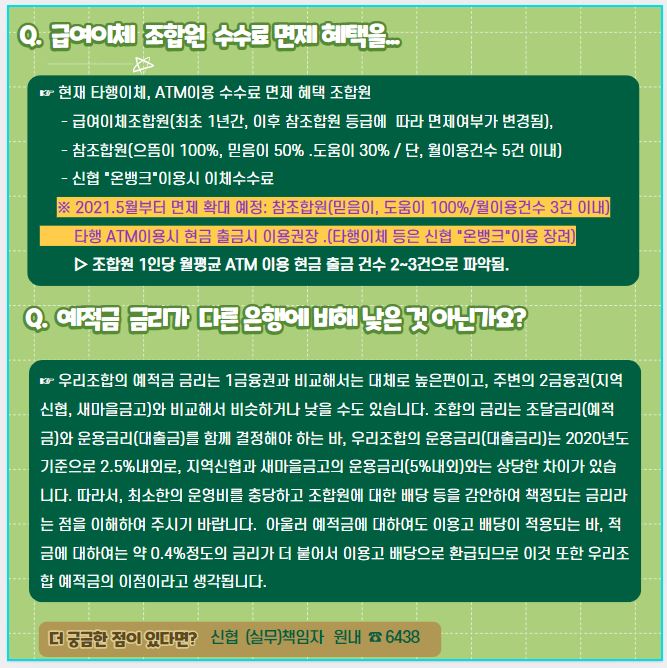 Q. 급여이체 조합원 수수료 면제 혜택을...
☞ 현재 타행이체, ATM이용 수수료 면제 혜택 조합원
- 급여이체조합원(최초 1년간, 이후 참조합원 등급에 따라 면제여부가 변경됨),
- 참조합원(으뜸이 100%, 믿음이 50% .도움이 30% / 단, 월이용건수 5건 이내)
- 신협 "온뱅크"이용시 이체수수료
※ 2021.5월부터 면제 확대 예정: 참조합원(믿음이, 도움이 100%/월이용건수 3건 이내)
타행 ATM이용시 현금 출금시 이용권장 .(타행이체 등은 신협 "온뱅크"이용 장려)
▷ 조합원 1인당 월평균 ATM 이용 현금 출금 건수 2~3건으로 파악됨.
Q. 예적금 금리가 다른 은행에 비해 낮은 것 아닌가요?
☞ 우리조합의 예적금 금리는 1금융권과 비교해서는 대체로 높은편이고, 주변의 2금융권(지역
신협, 새마을금고)와 비교해서 비슷하거나 낮을 수도 있습니다. 조합의 금리는 조달금리(예적
금)와 운용금리(대출금)를 함께 결정해야 하는 바, 우리조합의 운용금리(대출금리)는 2020년도
기준으로 2.5%내외로, 지역신협과 새마을금고의 운용금리(5%내외)와는 상당한 차이가 있습
니다. 따라서, 최소한의 운영비를 충당하고 조합원에 대한 배당 등을 감안하여 책정되는 금리라
는 점을 이해하여 주시기 바랍니다. 아울러 예적금에 대하여도 이용고 배당이 적용되는 바, 적
금에 대하여는 약 0.4%정도의 금리가 더 붙어서 이용고 배당으로 환급되므로 이것 또한 우리조
합 예적금의 이점이라고 생각됩니다.
더 궁금한 점이 있다면? 신협 (실무)책임자 원내 ☎ 6438